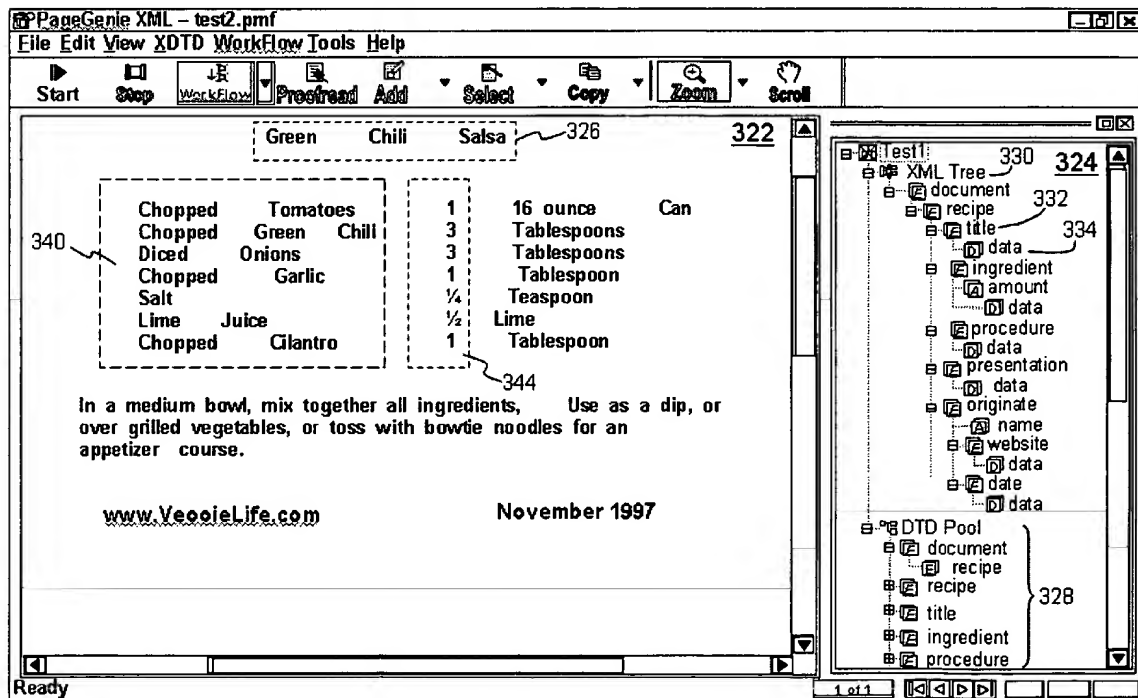 PageGenie XML – test2.pmf
File Edit View XDTD WorkFlow Tools Help
Start Stop WorkFlow Proofread Add Select Copy Zoom Scroll
Green Chili Salsa 326 322
340
Chopped Tomatoes 1 16 ounce Can
Chopped Green Chili 3 Tablespoons
Diced Onions 3 Tablespoons
Chopped Garlic 1 Tablespoon
Salt ¼ Teaspoon
Lime Juice ½ Lime
Chopped Cilantro 1 Tablespoon
344
In a medium bowl, mix together all ingredients, Use as a dip, or
over grilled vegetables, or toss with bowtie noodles for an
appetizer course.
www.VeooieLife.com November 1997
Test1 324
XML Tree 330
E document
E recipe
E title 332
D data 334
E ingredient
A amount
D data
E procedure
D data
E presentation
D data
E originate
A name
E website
D data
E date
D data
DTD Pool
E document
E recipe
E recipe
E title
E ingredient
E procedure
328
Ready 1 of 1